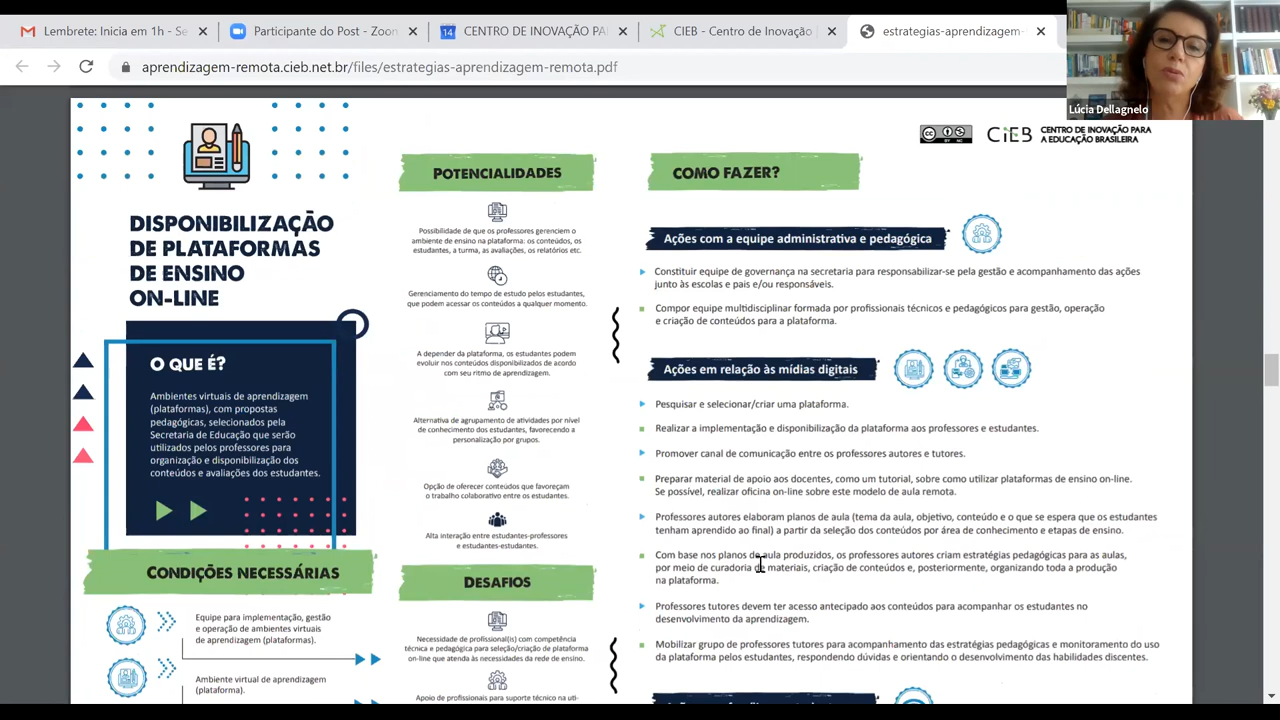 Lembrete: Inicia em 1h - Se
Participante do Post - Zoon
14
CENTRO DE INOVAÇÃO PA
CIEB - Centro de Inovação
estrategias-aprendizagem-
aprendizagem-remota.cieb.net.br/files/estrategias-aprendizagem-remota.pdf
Lúcia Dellagnelo
cc
BY NC
CIEB
CENTRO DE INOVAÇÃO PARA
A EDUCAÇÃO BRASILEIRA
DISPONIBILIZAÇÃO
DE PLATAFORMAS
DE ENSINO
ON-LINE
O QUE É?
Ambientes virtuais de aprendizagem
(plataformas), com propostas
pedagógicas, selecionados pela
Secretaria de Educação que serão
utilizados pelos professores para
organização e disponibilização dos
conteúdos e avaliações dos estudantes.
CONDIÇÕES NECESSÁRIAS
Equipe para implementação, gestão
e operação de ambientes virtuais
de aprendizagem (plataformas).
Ambiente virtual de aprendizagem
(plataforma).
POTENCIALIDADES
Possibilidade de que os professores gerenciem o
ambiente de ensino na plataforma: os conteúdos, os
estudantes, a turma, as avaliações, os relatórios etc.
Gerenciamento do tempo de estudo pelos estudantes,
que podem acessar os conteúdos a qualquer momento.
A depender da plataforma, os estudantes podem
evoluir nos conteúdos disponibilizados de acordo
com seu ritmo de aprendizagem.
Alternativa de agrupamento de atividades por nível
de conhecimento dos estudantes, favorecendo a
personalização por grupos.
Opção de oferecer conteúdos que favoreçam
o trabalho colaborativo entre os estudantes.
Alta interação entre estudantes-professores
e estudantes-estudantes.
DESAFIOS
Necessidade de profissional(is) com competência
técnica e pedagógica para seleção/criação de plataforma
on-line que atenda às necessidades da rede de ensino.
Apoio de profissionais para suporte técnico na uti-
COMO FAZER?
Ações com a equipe administrativa e pedagógica
Constituir equipe de governança na secretaria para responsabilizar-se pela gestão e acompanhamento das ações
junto às escolas e pais e/ou responsáveis.
Compor equipe multidisciplinar formada por profissionais técnicos e pedagógicos para gestão, operação
e criação de conteúdos para a plataforma.
Ações em relação às mídias digitais
Pesquisar e selecionar/criar uma plataforma.
Realizar a implementação e disponibilização da plataforma aos professores e estudantes.
Promover canal de comunicação entre os professores autores e tutores.
Preparar material de apoio aos docentes, como um tutorial, sobre como utilizar plataformas de ensino on-line.
Se possível, realizar oficina on-line sobre este modelo de aula remota.
Professores autores elaboram planos de aula (tema da aula, objetivo, conteúdo e o que se espera que os estudantes
tenham aprendido ao final) a partir da seleção dos conteúdos por área de conhecimento e etapas de ensino.
Com base nos planos de aula produzidos, os professores autores criam estratégias pedagógicas para as aulas,
por meio de curadoria de materiais, criação de conteúdos e, posteriormente, organizando toda a produção
na plataforma.
Professores tutores devem ter acesso antecipado aos conteúdos para acompanhar os estudantes no
desenvolvimento da aprendizagem.
Mobilizar grupo de professores tutores para acompanhamento das estratégias pedagógicas e monitoramento do uso
da plataforma pelos estudantes, respondendo dúvidas e orientando o desenvolvimento das habilidades discentes.